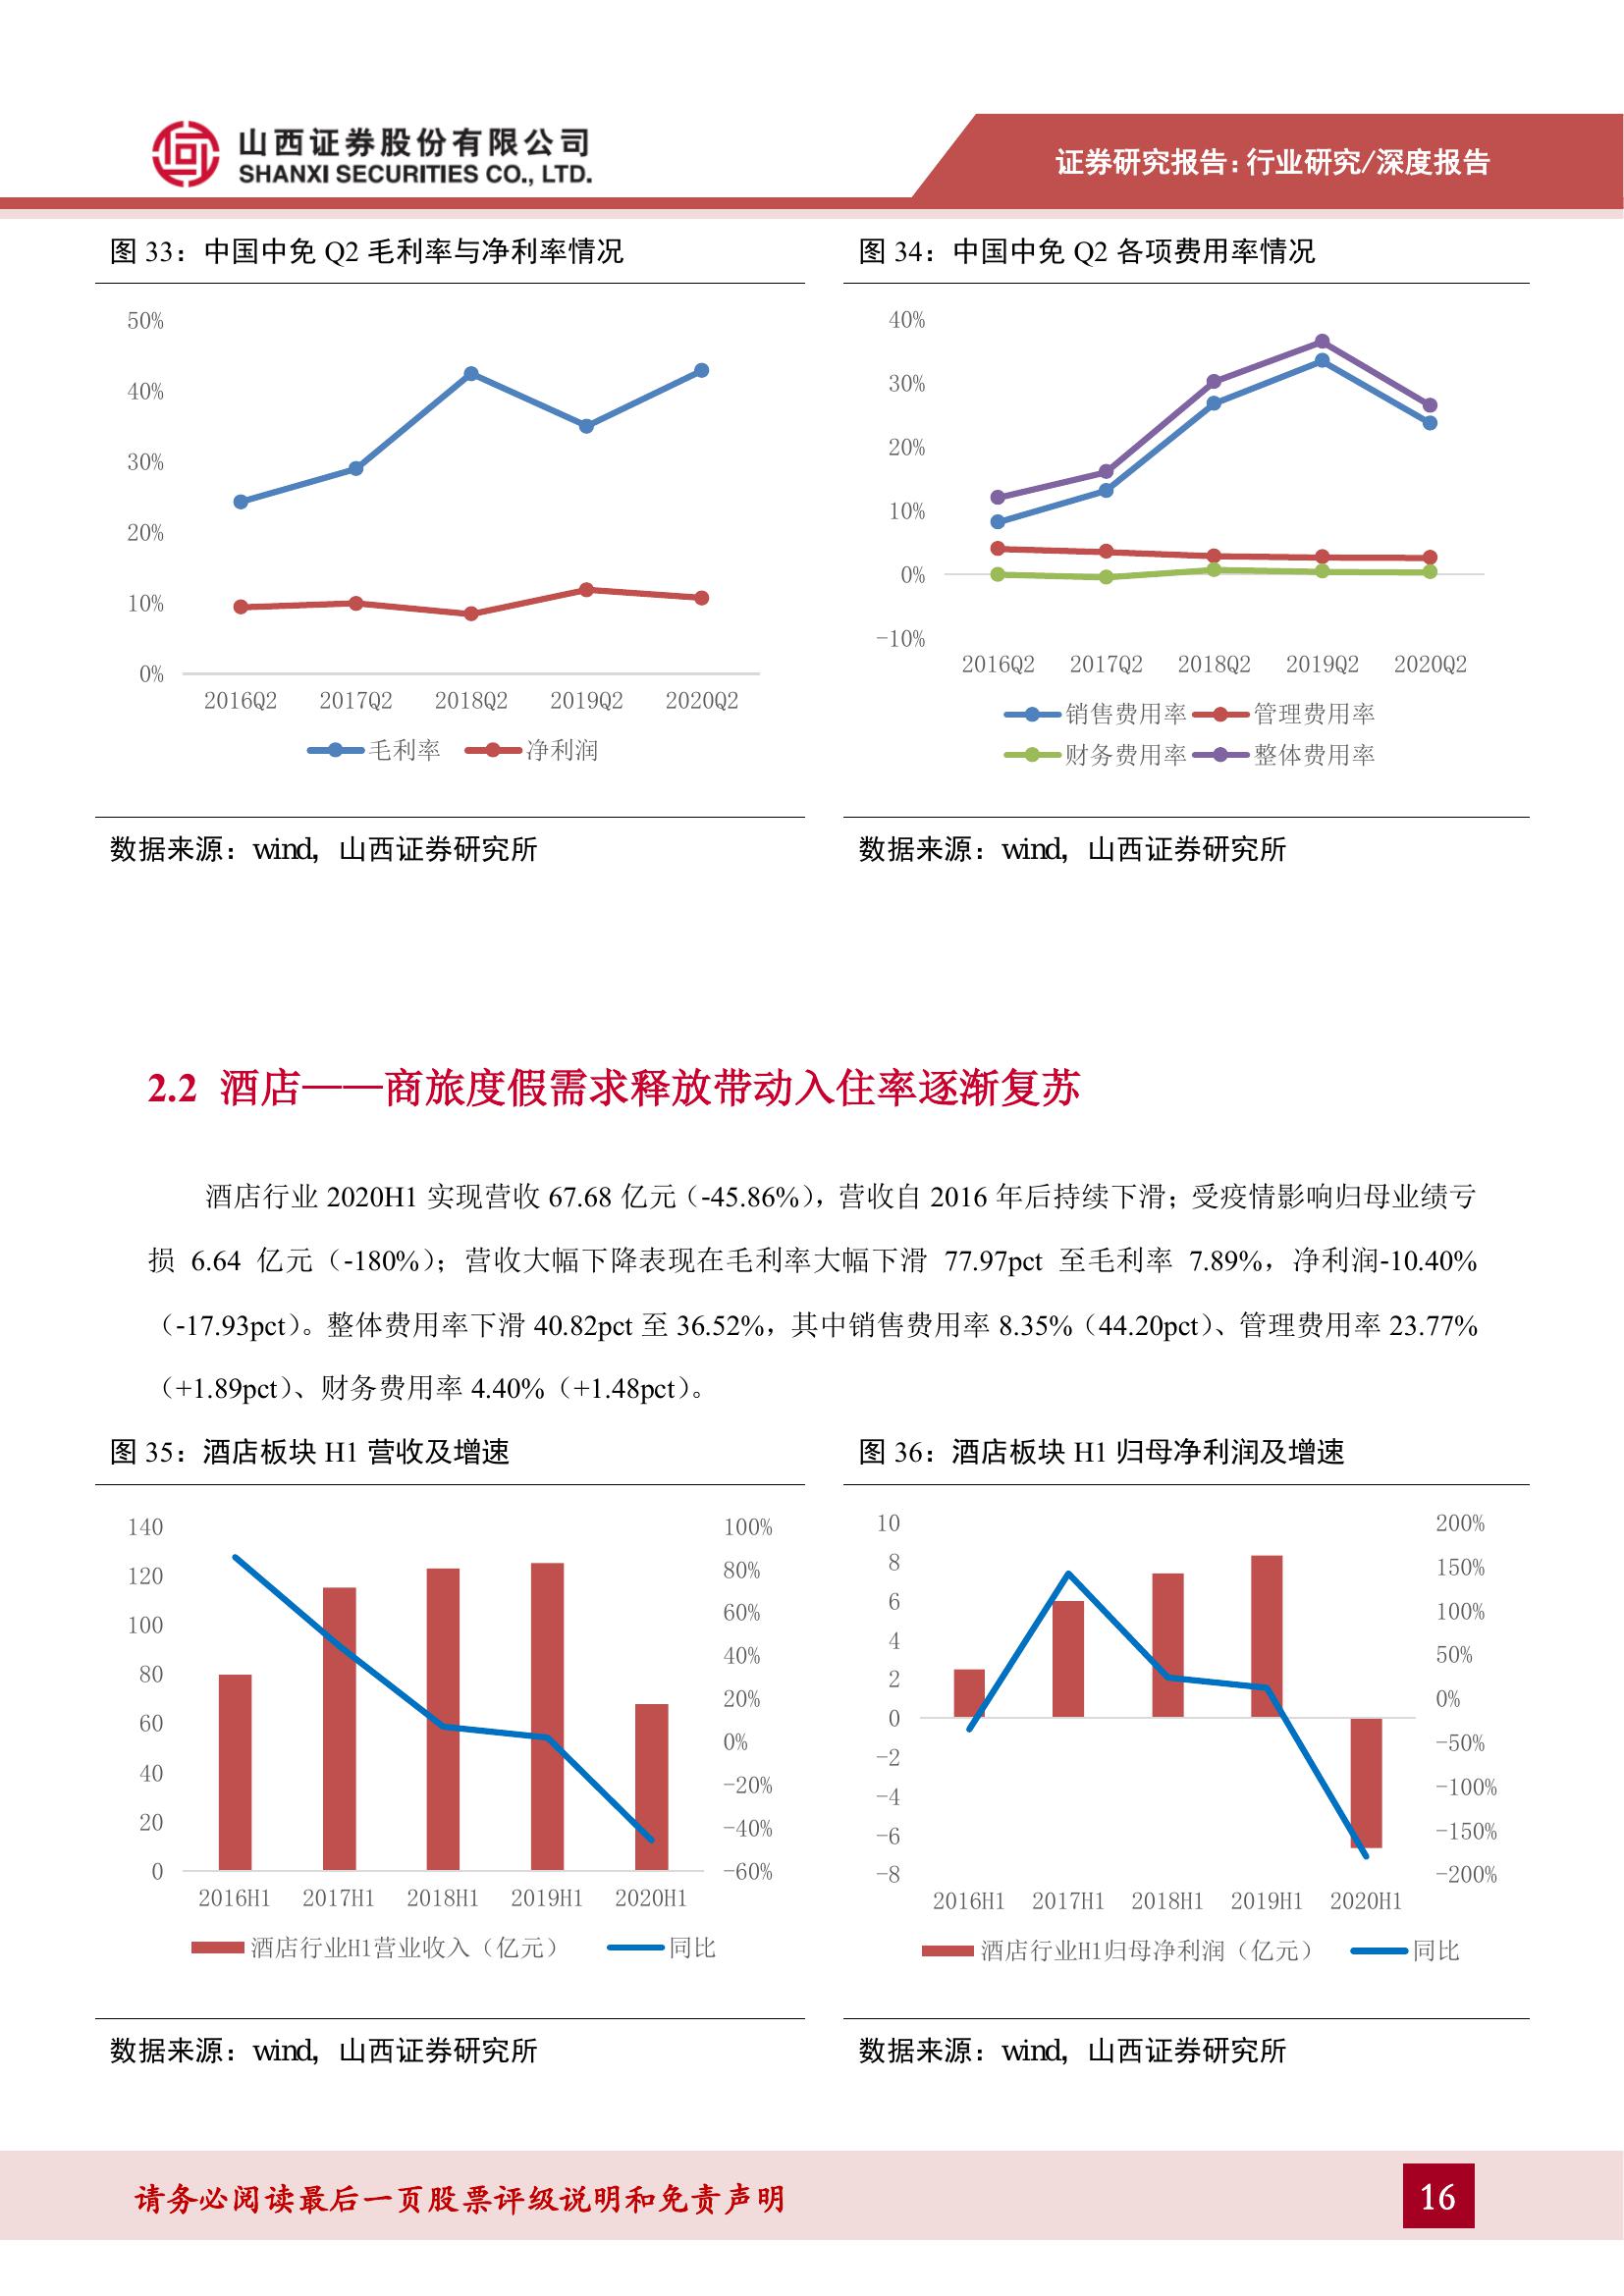 山西证券股份有限公司
SHANXI SECURITIES CO., LTD.
证券研究报告：行业研究/深度报告
图 33：中国中免 Q2 毛利率与净利率情况
50%
40%
30%
20%
10%
0%
2016Q2 2017Q2 2018Q2 2019Q2 2020Q2
毛利率 净利润
数据来源：wind，山西证券研究所
图 34：中国中免 Q2 各项费用率情况
40%
30%
20%
10%
0%
-10%
2016Q2 2017Q2 2018Q2 2019Q2 2020Q2
销售费用率 管理费用率
财务费用率 整体费用率
数据来源：wind，山西证券研究所
2.2 酒店——商旅度假需求释放带动入住率逐渐复苏
酒店行业 2020H1 实现营收 67.68 亿元（-45.86%），营收自 2016 年后持续下滑；受疫情影响归母业绩亏
损 6.64 亿元（-180%）；营收大幅下降表现在毛利率大幅下滑 77.97pct 至毛利率 7.89%，净利润-10.40%
（-17.93pct）。整体费用率下滑 40.82pct 至 36.52%，其中销售费用率 8.35%（44.20pct）、管理费用率 23.77%
（+1.89pct）、财务费用率 4.40%（+1.48pct）。
图 35：酒店板块 H1 营收及增速
140
120
100
80
60
40
20
0
100%
80%
60%
40%
20%
0%
-20%
-40%
-60%
2016H1 2017H1 2018H1 2019H1 2020H1
酒店行业H1营业收入（亿元） 同比
数据来源：wind，山西证券研究所
图 36：酒店板块 H1 归母净利润及增速
10
8
6
4
2
0
-2
-4
-6
-8
200%
150%
100%
50%
0%
-50%
-100%
-150%
-200%
2016H1 2017H1 2018H1 2019H1 2020H1
酒店行业H1归母净利润（亿元） 同比
数据来源：wind，山西证券研究所
请务必阅读最后一页股票评级说明和免责声明
16